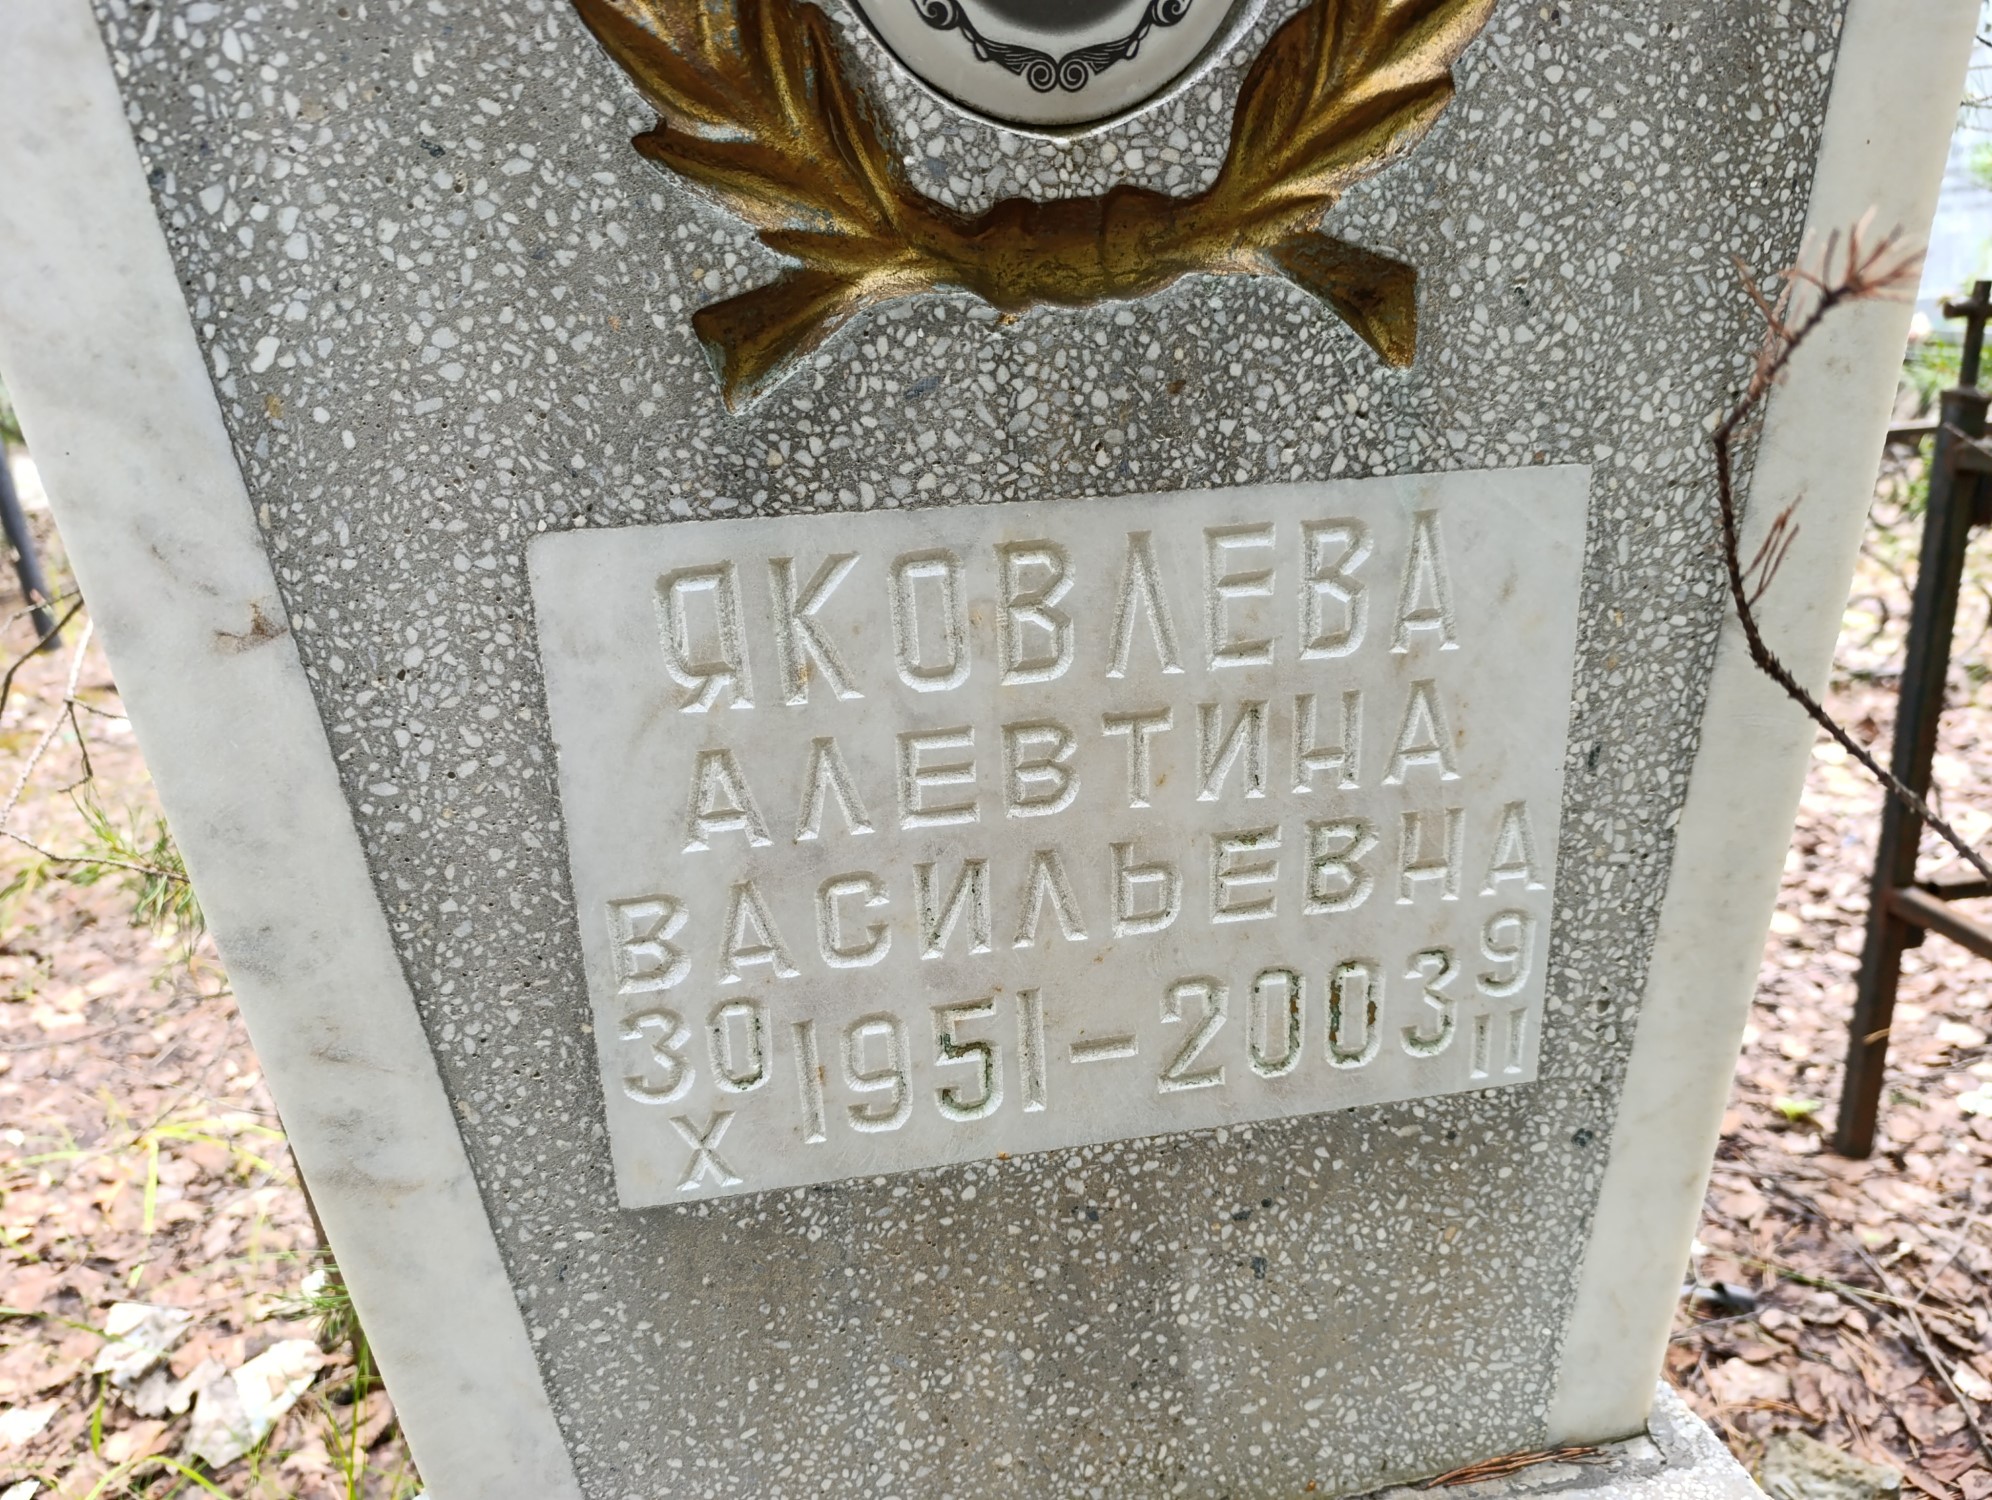 ЯКОВЛЕВА
АЛЕВТИНА
ВАСИЛЬЕВНА
30 1951-2003 9
X II